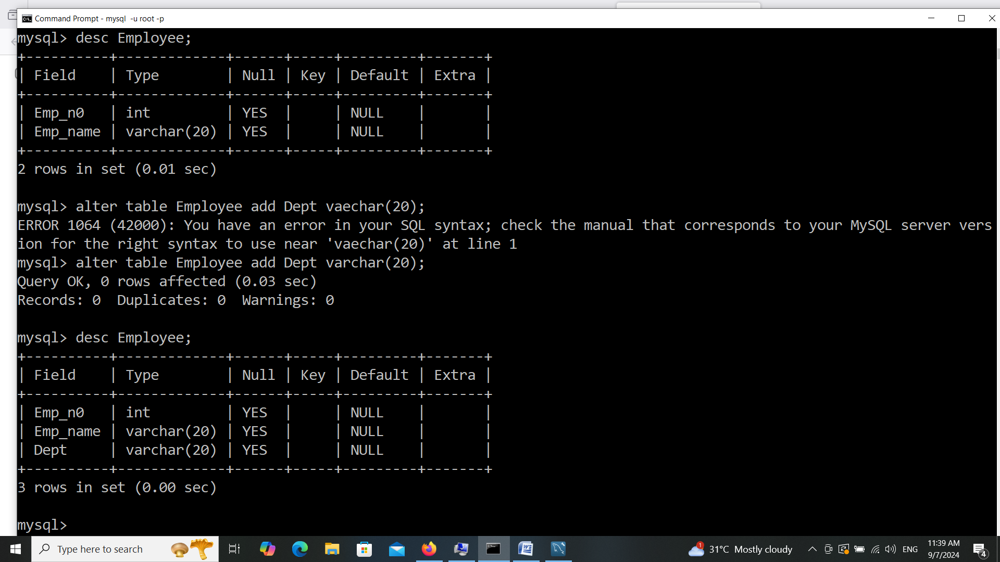 Command Prompt - mysql  -u root -p
mysql> desc Employee;
+----------+-------------+------+-----+---------+-------+
| Field    | Type        | Null | Key | Default | Extra |
+----------+-------------+------+-----+---------+-------+
| Emp_n0   | int         | YES  |     | NULL    |       |
| Emp_name | varchar(20) | YES  |     | NULL    |       |
+----------+-------------+------+-----+---------+-------+
2 rows in set (0.01 sec)

mysql> alter table Employee add Dept vaechar(20);
ERROR 1064 (42000): You have an error in your SQL syntax; check the manual that corresponds to your MySQL server vers
ion for the right syntax to use near 'vaechar(20)' at line 1
mysql> alter table Employee add Dept varchar(20);
Query OK, 0 rows affected (0.03 sec)
Records: 0  Duplicates: 0  Warnings: 0

mysql> desc Employee;
+----------+-------------+------+-----+---------+-------+
| Field    | Type        | Null | Key | Default | Extra |
+----------+-------------+------+-----+---------+-------+
| Emp_n0   | int         | YES  |     | NULL    |       |
| Emp_name | varchar(20) | YES  |     | NULL    |       |
| Dept     | varchar(20) | YES  |     | NULL    |       |
+----------+-------------+------+-----+---------+-------+
3 rows in set (0.00 sec)

mysql>
Type here to search
1
31°C  Mostly cloudy
ENG
11:39 AM
9/7/2024
4